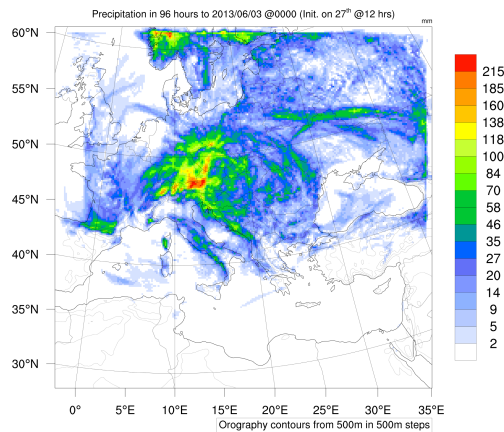 Precipitation in 96 hours to 2013/06/03 @0000 (Init. on 27th @12 hrs)
mm
60°N
55°N
50°N
45°N
40°N
35°N
30°N
0°
5°E
10°E
15°E
20°E
25°E
30°E
35°E
215
185
160
138
118
100
84
70
58
46
35
27
20
14
9
5
2
Orography contours from 500m in 500m steps